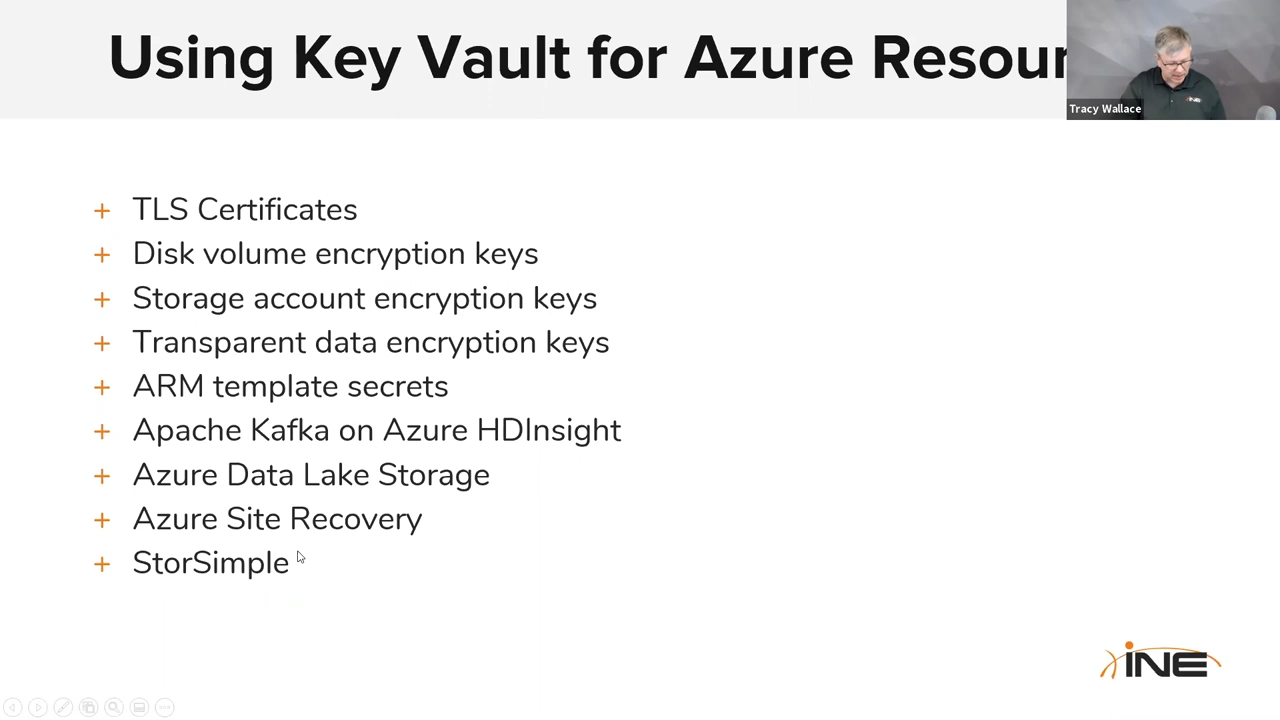 Using Key Vault for Azure Resour
Tracy Wallace
iNE
+ TLS Certificates
+ Disk volume encryption keys
+ Storage account encryption keys
+ Transparent data encryption keys
+ ARM template secrets
+ Apache Kafka on Azure HDInsight
+ Azure Data Lake Storage
+ Azure Site Recovery
+ StorSimple
iNE